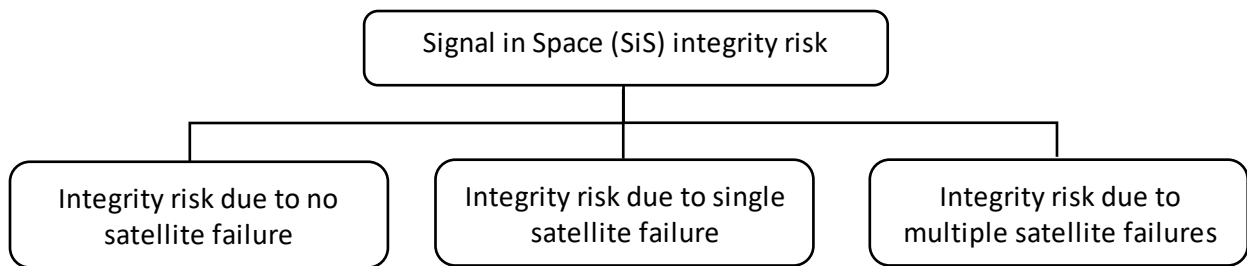 Signal in Space (SiS) integrity risk
Integrity risk due to no
satellite failure
Integrity risk due to single
satellite failure
Integrity risk due to
multiple satellite failures